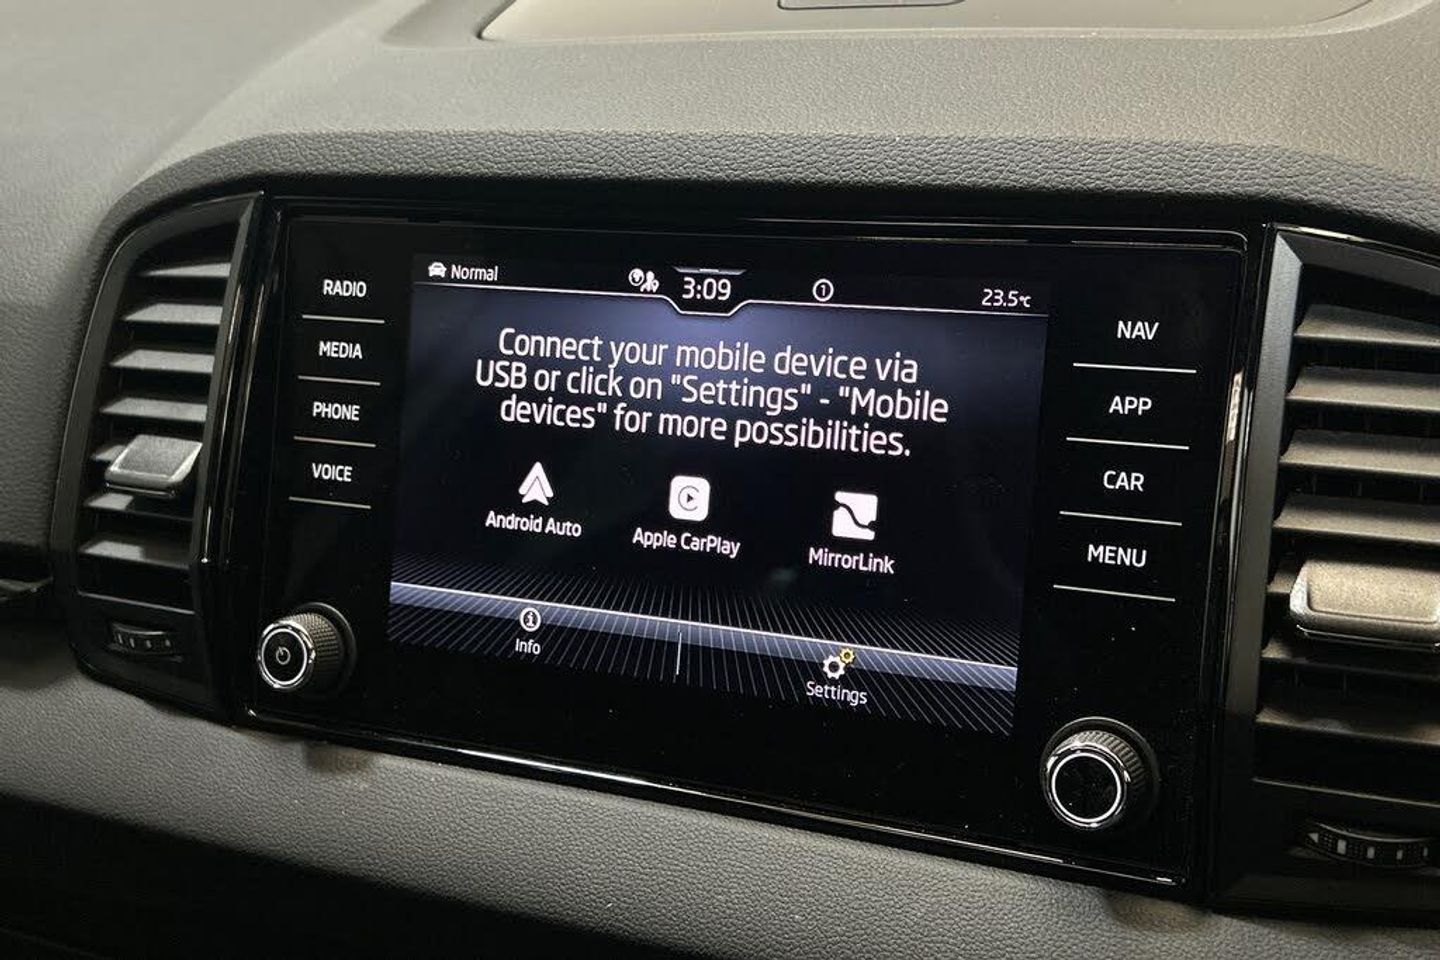 Normal
3:09
1
23.5°C
RADIO
MEDIA
PHONE
VOICE
Connect your mobile device via
USB or click on "Settings" - "Mobile
devices" for more possibilities.
Android Auto
Apple CarPlay
MirrorLink
Info
Settings
NAV
APP
CAR
MENU